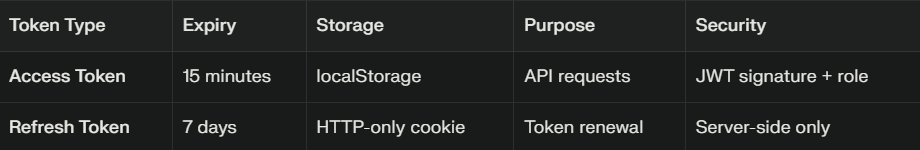 Token Type Expiry Storage Purpose Security
Access Token 15 minutes localStorage API requests JWT signature + role
Refresh Token 7 days HTTP-only cookie Token renewal Server-side only